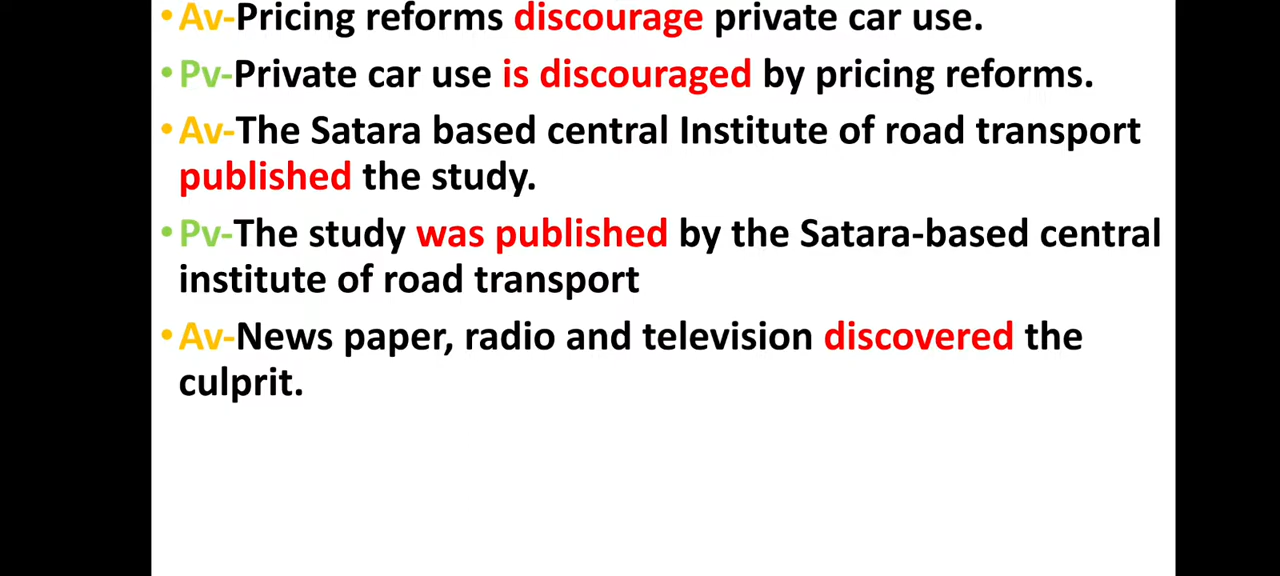 •Av-Pricing reforms discourage private car use.
•Pv-Private car use is discouraged by pricing reforms.
•Av-The Satara based central Institute of road transport
published the study.
•Pv-The study was published by the Satara-based central
institute of road transport
•Av-News paper, radio and television discovered the
culprit.